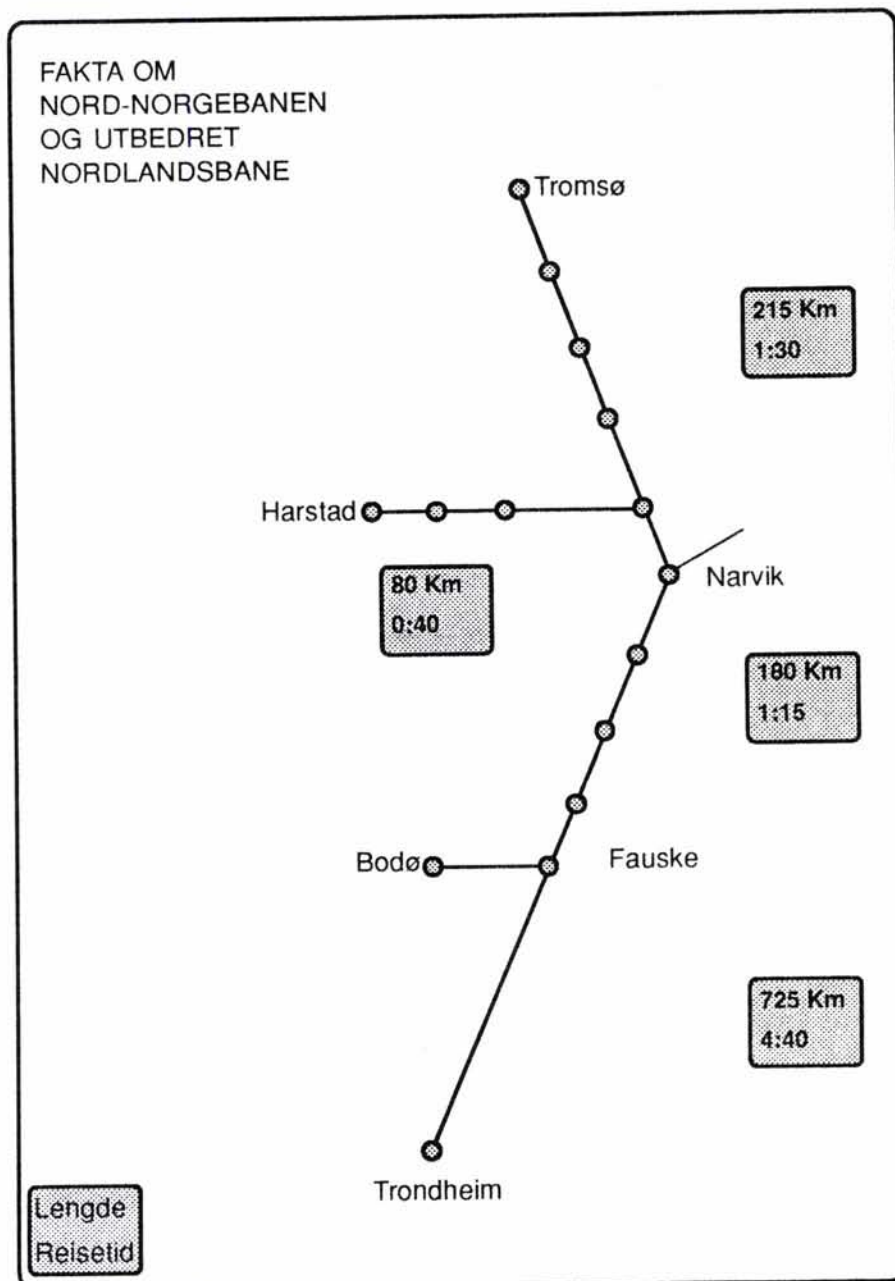 FAKTA OM
NORD-NORGEBANEN
OG UTBEDRET
NORDLANDSBANE
Tromsø
215 Km
1:30
Harstad
Narvik
80 Km
0:40
180 Km
1:15
Bodø
Fauske
725 Km
4:40
Trondheim
Lengde
Reisetid